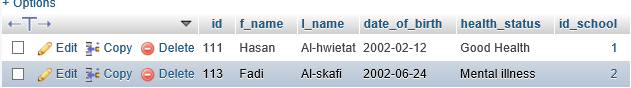 + Options
id f_name l_name date_of_birth health_status id_school
Edit Copy Delete 111 Hasan Al-hwietat 2002-02-12 Good Health 1
Edit Copy Delete 113 Fadi Al-skafi 2002-06-24 Mental illness 2